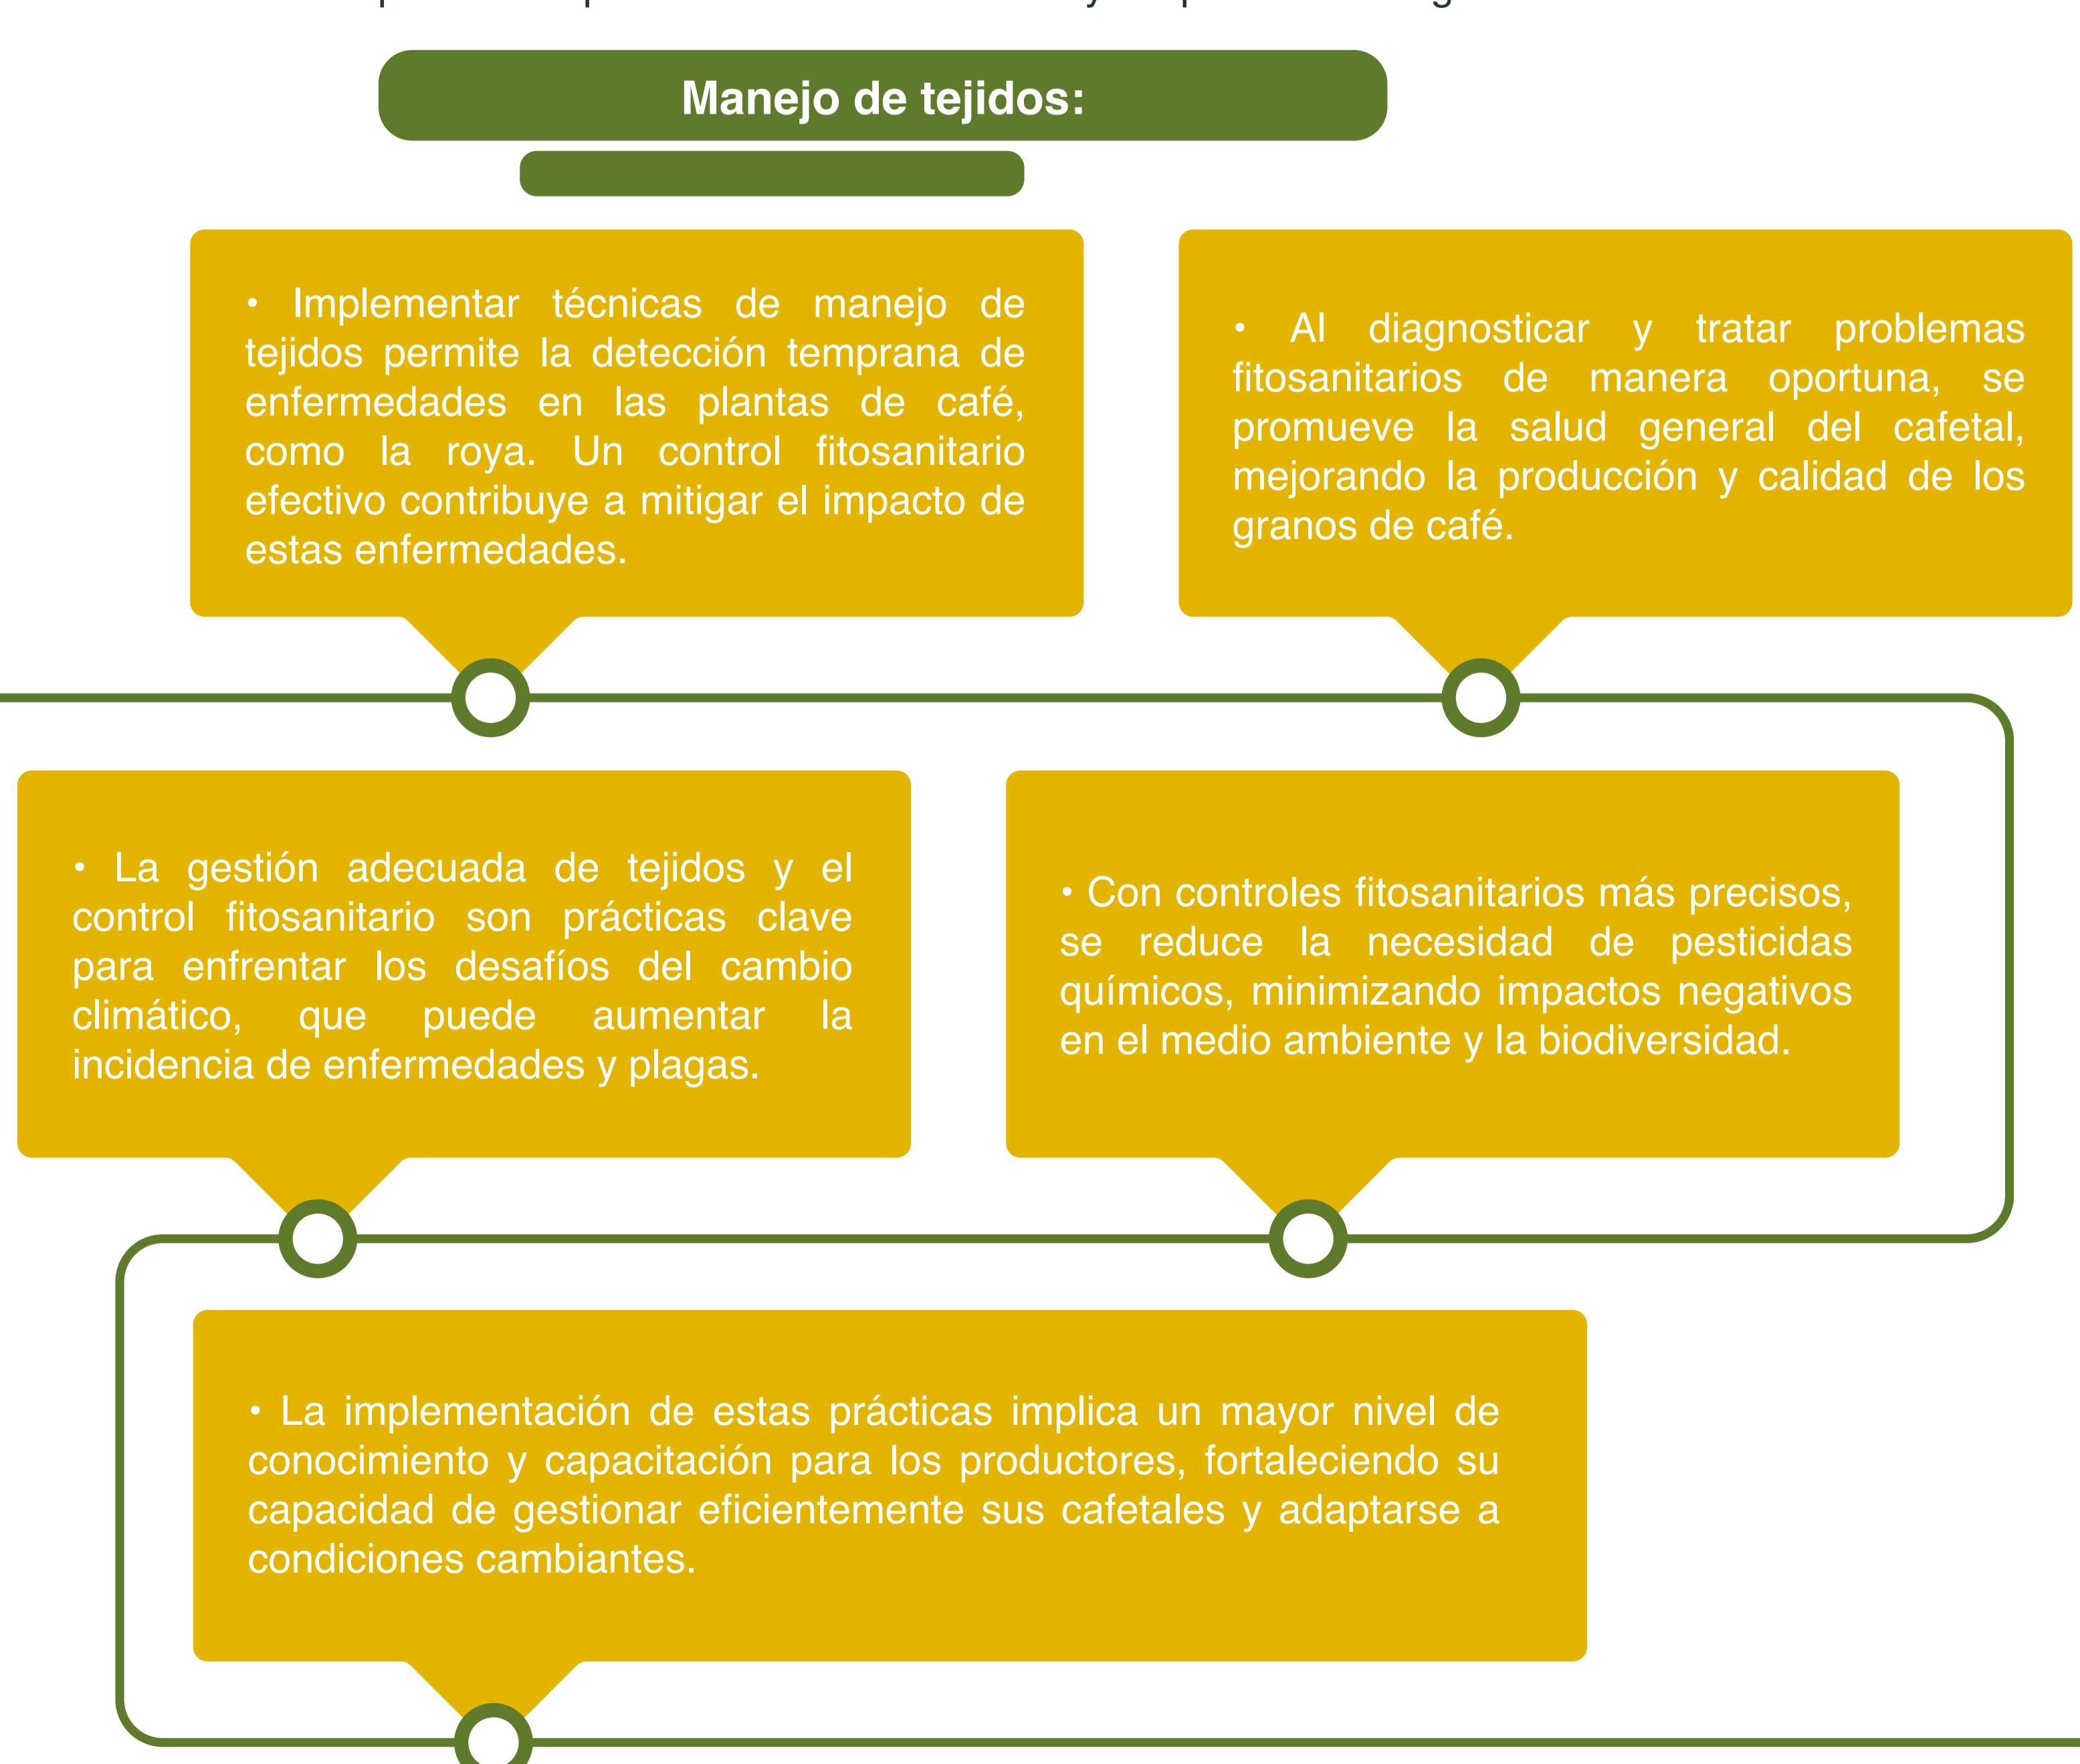 Manejo de tejidos:
• Implementar técnicas de manejo de
tejidos permite la detección temprana de
enfermedades en las plantas de café,
como la roya. Un control fitosanitario
efectivo contribuye a mitigar el impacto de
estas enfermedades.
• Al diagnosticar y tratar problemas
fitosanitarios de manera oportuna, se
promueve la salud general del cafetal,
mejorando la producción y calidad de los
granos de café.
• La gestión adecuada de tejidos y el
control fitosanitario son prácticas clave
para enfrentar los desafíos del cambio
climático, que puede aumentar la
incidencia de enfermedades y plagas.
• Con controles fitosanitarios más precisos,
se reduce la necesidad de pesticidas
químicos, minimizando impactos negativos
en el medio ambiente y la biodiversidad.
• La implementación de estas prácticas implica un mayor nivel de
conocimiento y capacitación para los productores, fortaleciendo su
capacidad de gestionar eficientemente sus cafetales y adaptarse a
condiciones cambiantes.